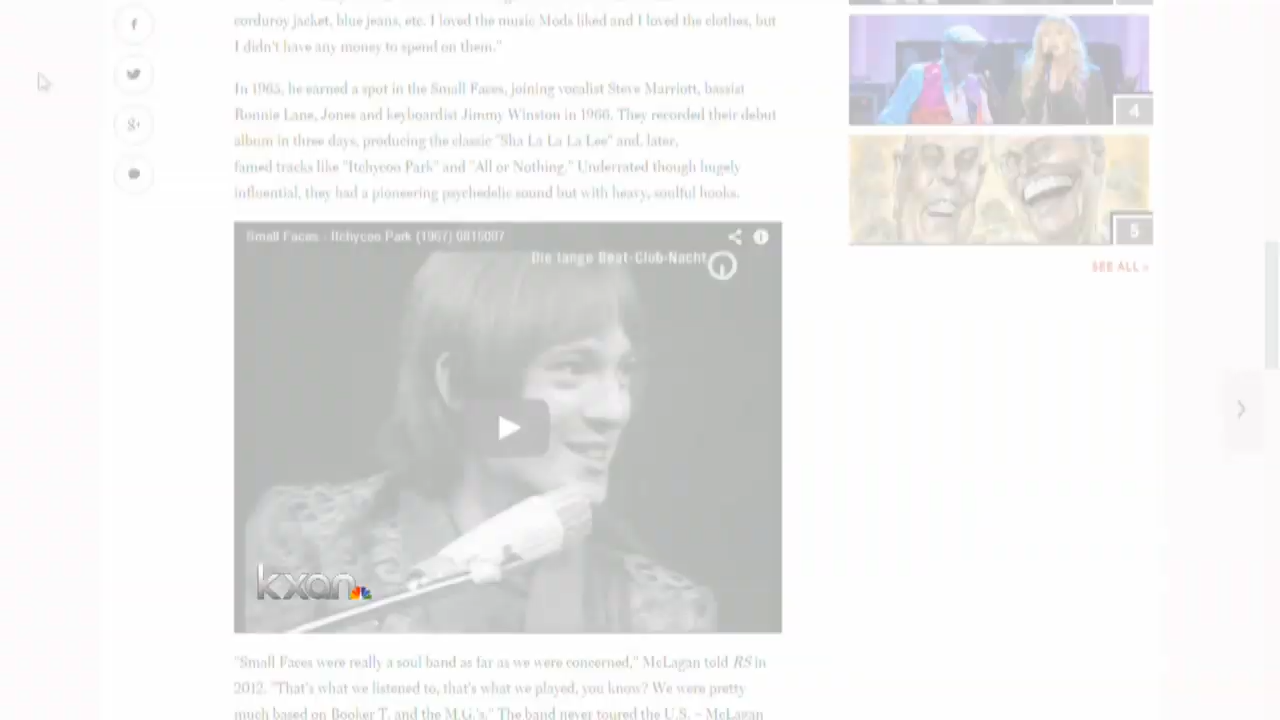 corduroy jacket, blue jeans, etc. I loved the music Mods liked and I loved the clothes, but
I didn't have any money to spend on them."
In 1965, he earned a spot in the Small Faces, joining vocalist Steve Marriott, bassist
Ronnie Lane, Jones and keyboardist Jimmy Winston in 1966. They recorded their debut
album in three days, producing the classic "Sha La La La Lee" and, later,
famed tracks like "Itchycoo Park" and "All or Nothing." Underrated though hugely
influential, they had a pioneering psychedelic sound but with heavy, soulful hooks.
Small Faces - Itchycoo Park (1967) 0815007
Die lange Beat-Club-Nacht
kxan
"Small Faces were really a soul band as far as we were concerned," McLagan told RS in
2012. "That's what we listened to, that's what we played, you know? We were pretty
much based on Booker T. and the M.G.'s." The band never toured the U.S. – McLagan
f
g+
4
5
SEE ALL »